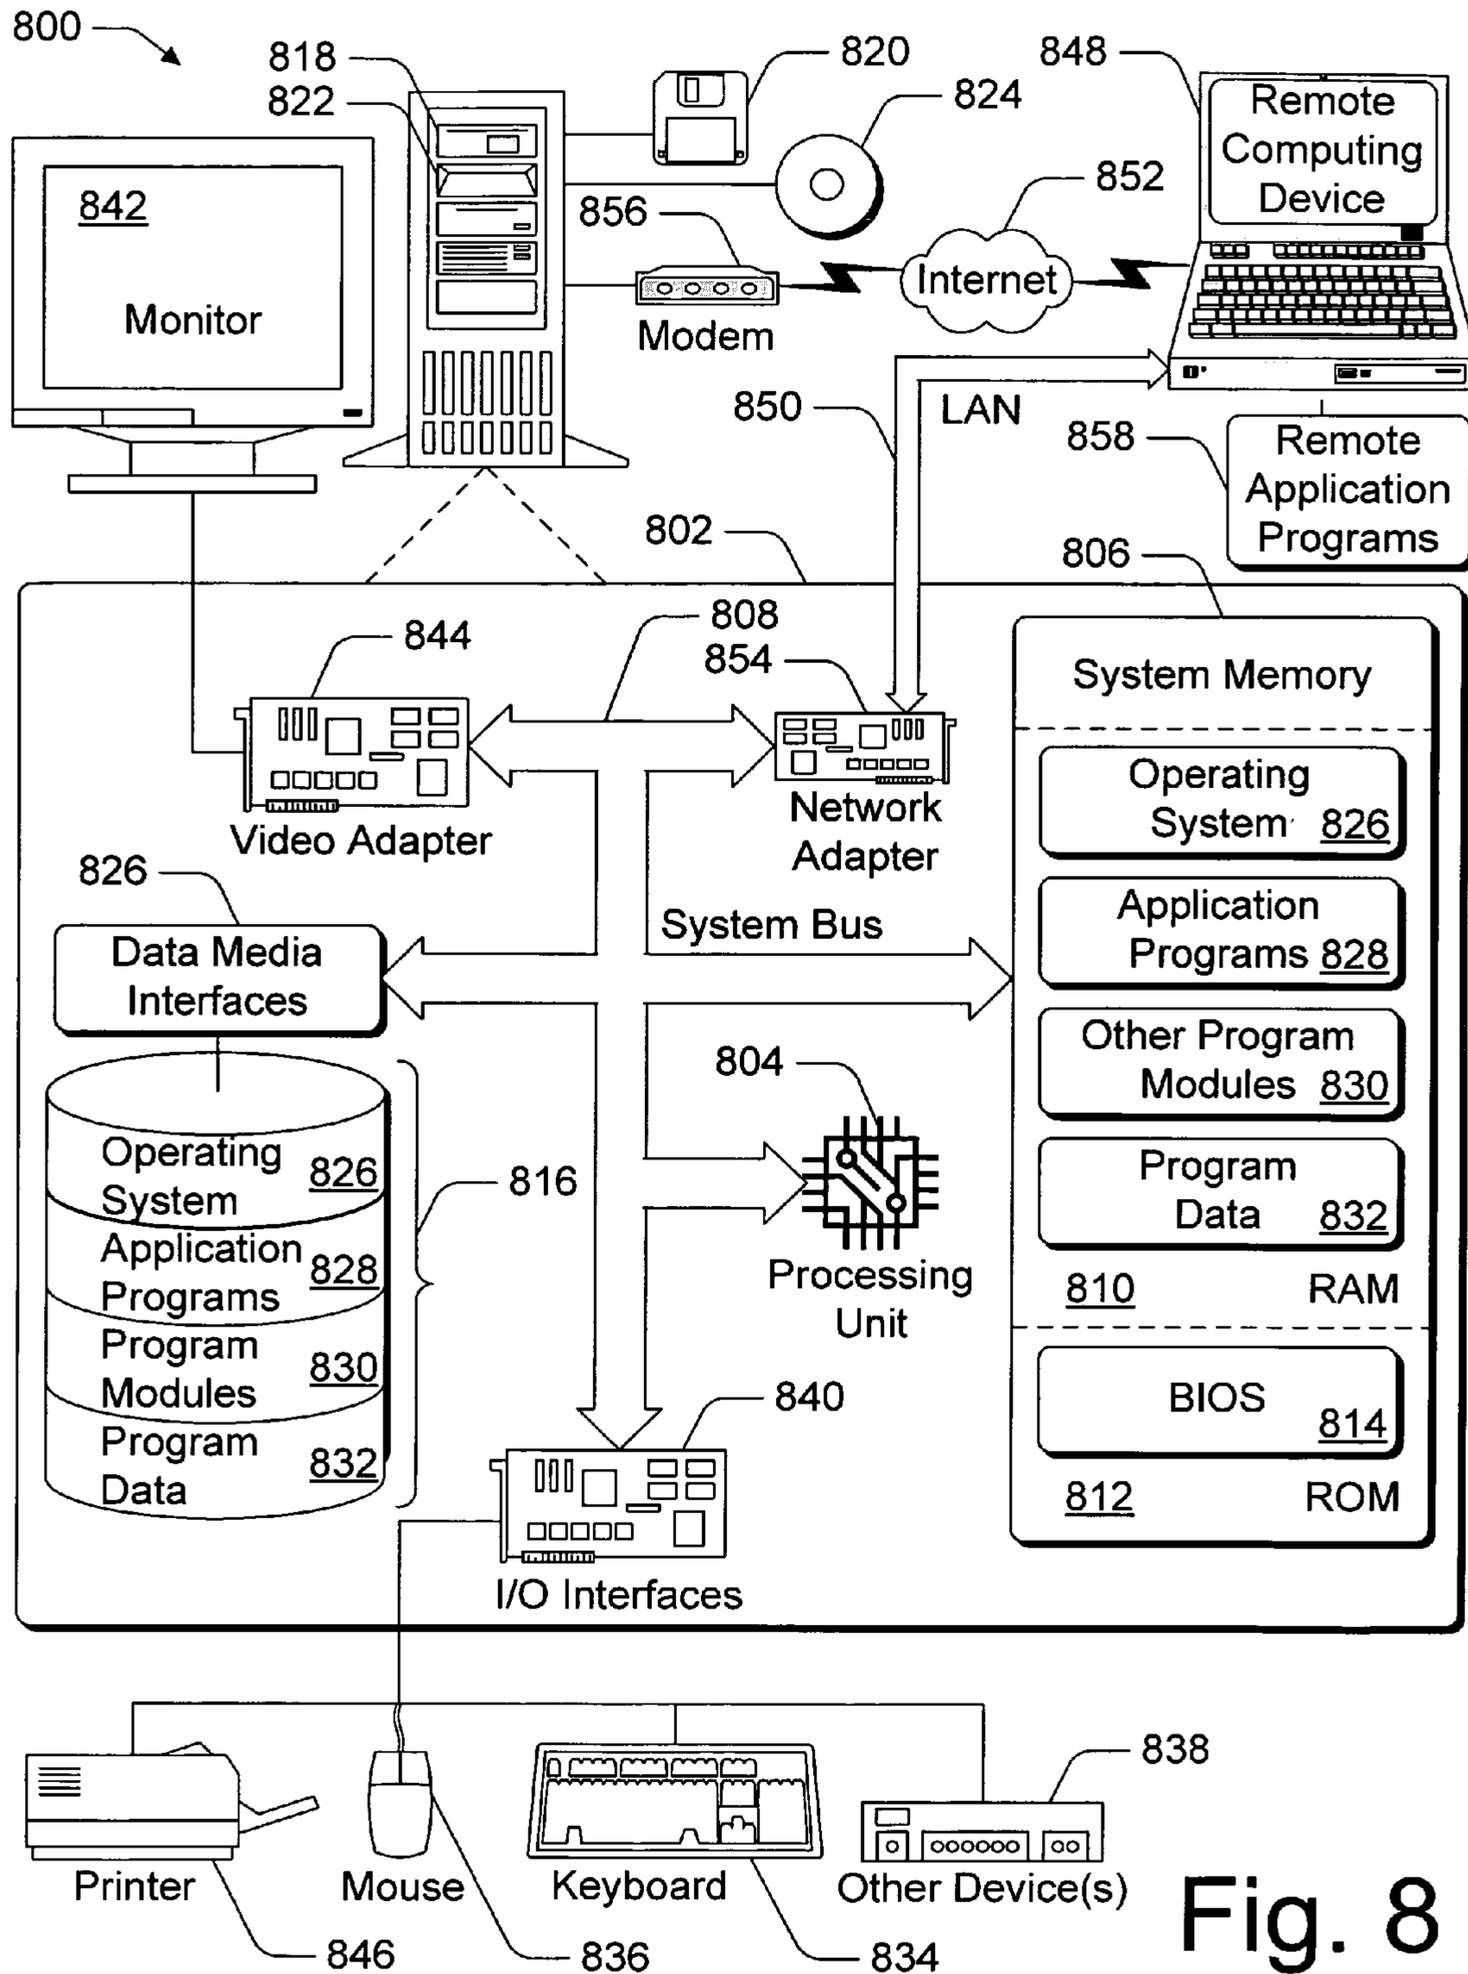 800
818
822
820
824
848
Remote
Computing
Device
842
Monitor
856
852
Internet
Modem
850
LAN
858
Remote
Application
Programs
802
806
808
844
854
System Memory
Operating
System 826
Video Adapter
Network
Adapter
826
Application
Programs 828
System Bus
Data Media
Interfaces
Other Program
Modules 830
804
Operating
System 826
816
Program
Data 832
Application
Programs 828
Processing
Unit
810 RAM
Program
Modules 830
BIOS
814
840
Program
Data 832
812 ROM
I/O Interfaces
838
Printer
Mouse
Keyboard
Other Device(s)
846
836
834
Fig. 8